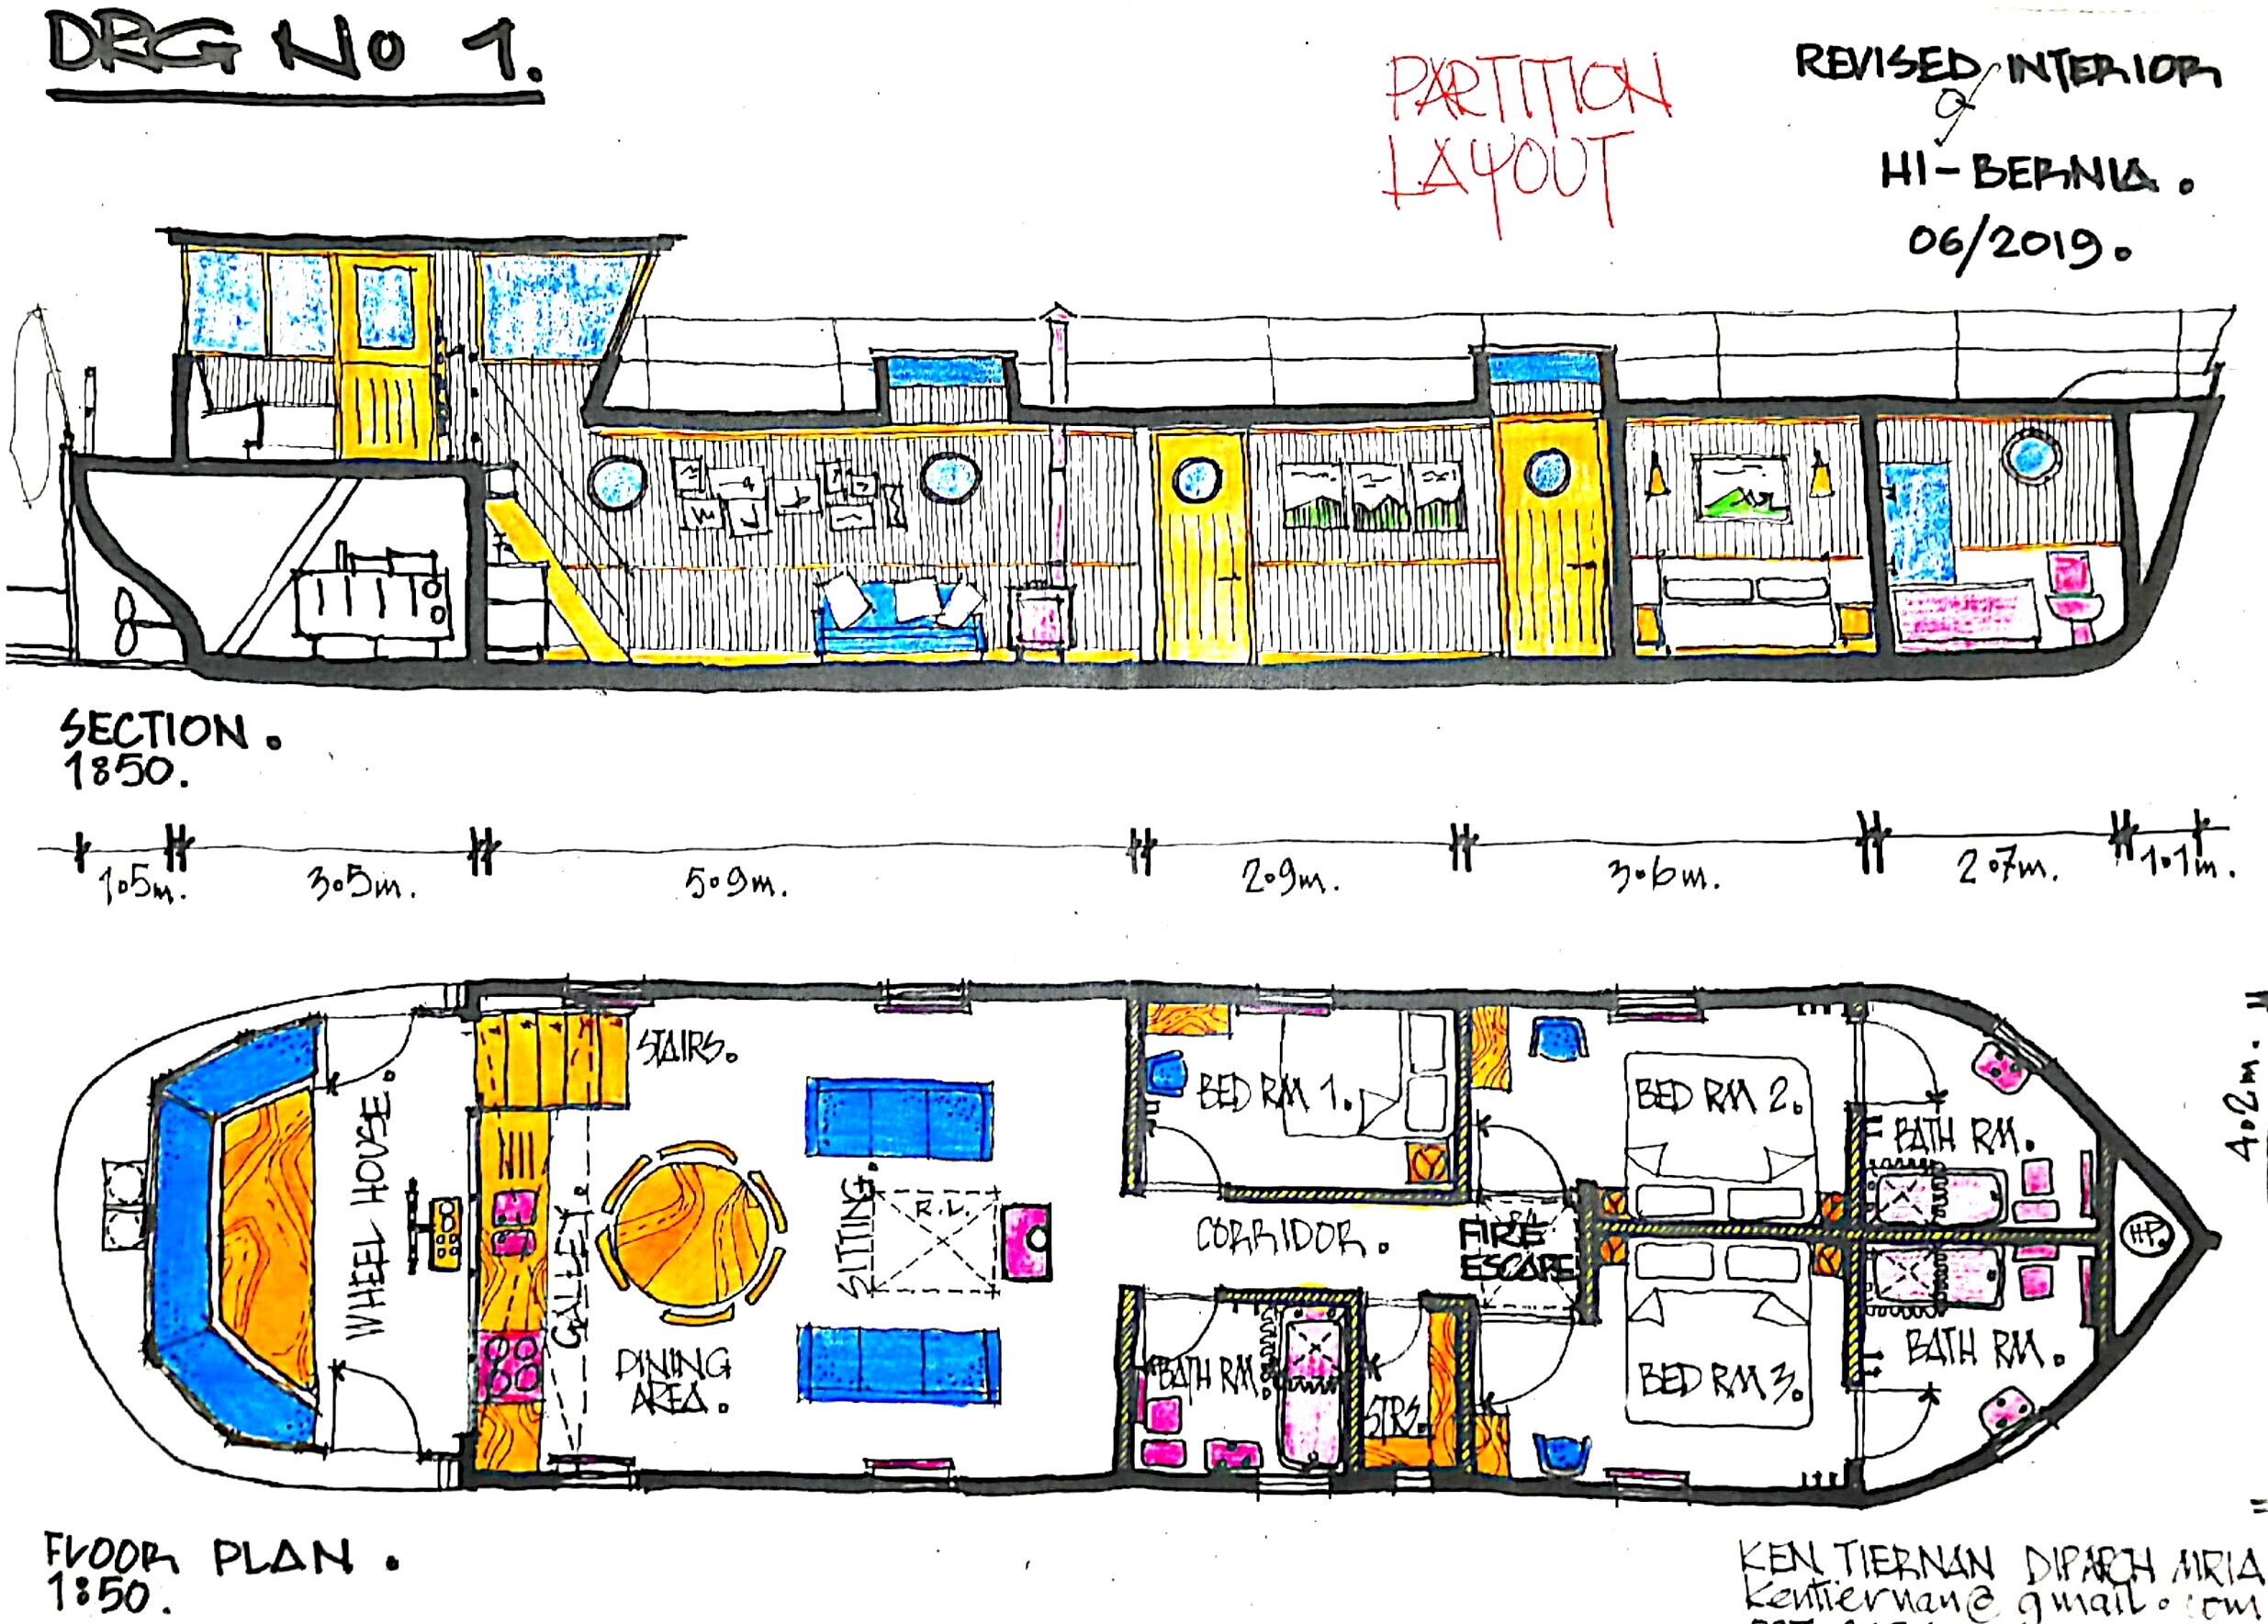 DRG No 1.
PARTITION
LAYOUT
REVISED INTERIOR
of
HI-BERNIA.
06/2019.
SECTION.
1:50.
1.5m.
3.5m.
5.9m.
2.9m.
3.6m.
2.7m.
1.1m.
4.2m.
STAIRS.
WHEEL HOUSE.
GALLEY.
DINING
AREA.
SITTING.
R.L.
BED RM 1.
CORRIDOR.
BATH RM.
STRS.
FIRE
ESCAPE
BED RM 2.
BED RM 3.
BATH RM.
BATH RM.
H.P.
FLOOR PLAN.
1:50.
KEN TIERNAN DIPARCH MRIA
kentiernan@gmail.com